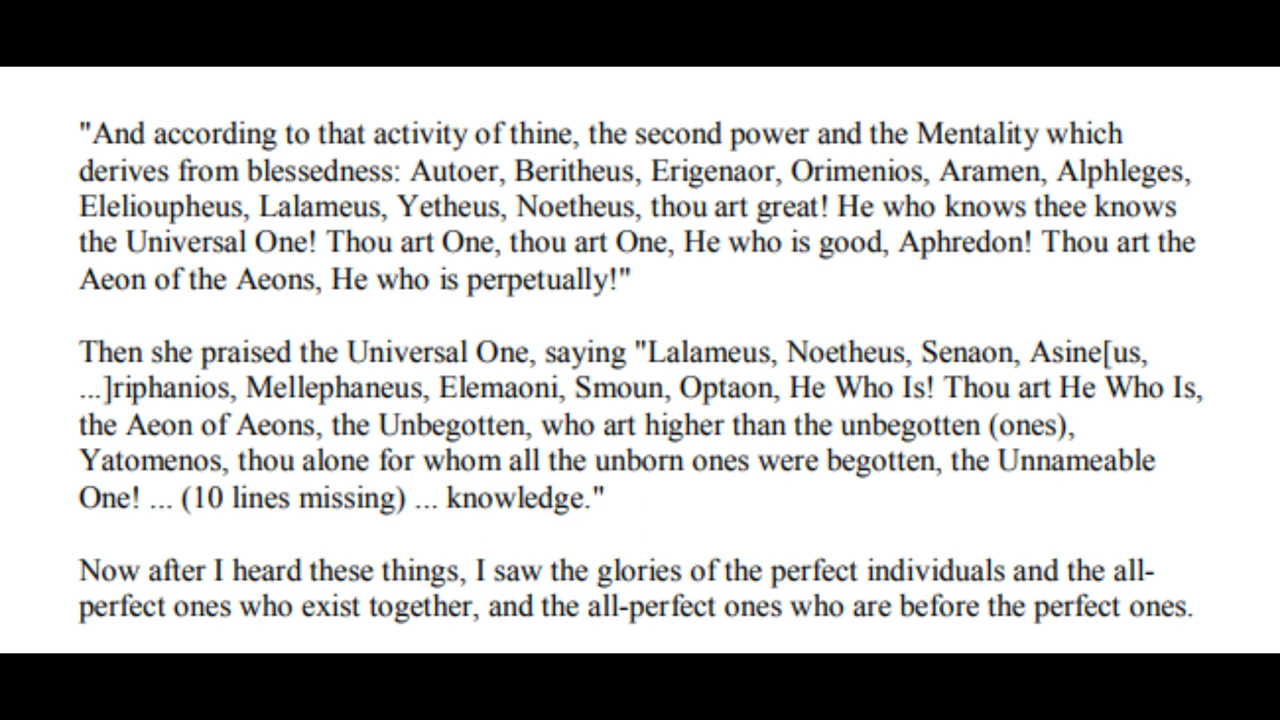 "And according to that activity of thine, the second power and the Mentality which
derives from blessedness: Autoer, Beritheus, Erigenaor, Orimenios, Aramen, Alphleges,
Elelioupheus, Lalameus, Yetheus, Noetheus, thou art great! He who knows thee knows
the Universal One! Thou art One, thou art One, He who is good, Aphredon! Thou art the
Aeon of the Aeons, He who is perpetually!"
Then she praised the Universal One, saying "Lalameus, Noetheus, Senaon, Asine[us,
...]riphanios, Mellephaneus, Elemaoni, Smoun, Optaon, He Who Is! Thou art He Who Is,
the Aeon of Aeons, the Unbegotten, who art higher than the unbegotten (ones),
Yatomenos, thou alone for whom all the unborn ones were begotten, the Unnameable
One! ... (10 lines missing) ... knowledge."
Now after I heard these things, I saw the glories of the perfect individuals and the all-
perfect ones who exist together, and the all-perfect ones who are before the perfect ones.